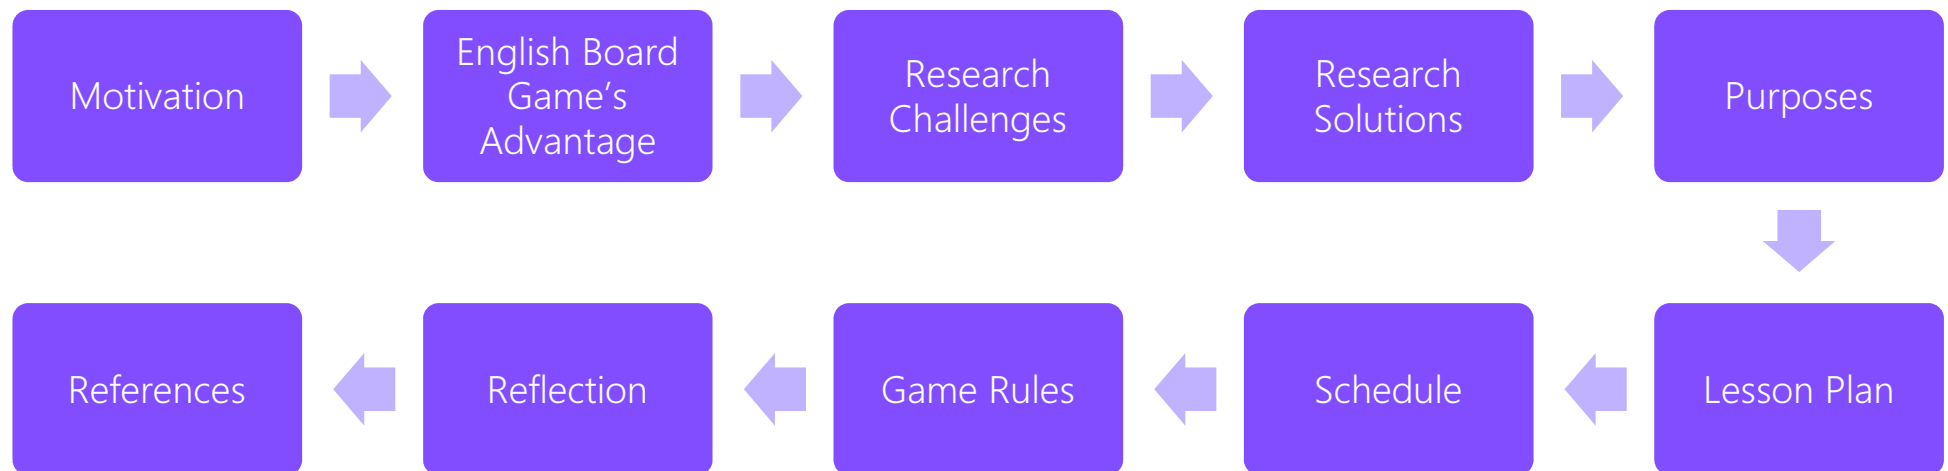 Motivation
English Board
Game’s
Advantage
Research
Challenges
Research
Solutions
Purposes
Lesson Plan
Schedule
Game Rules
Reflection
References